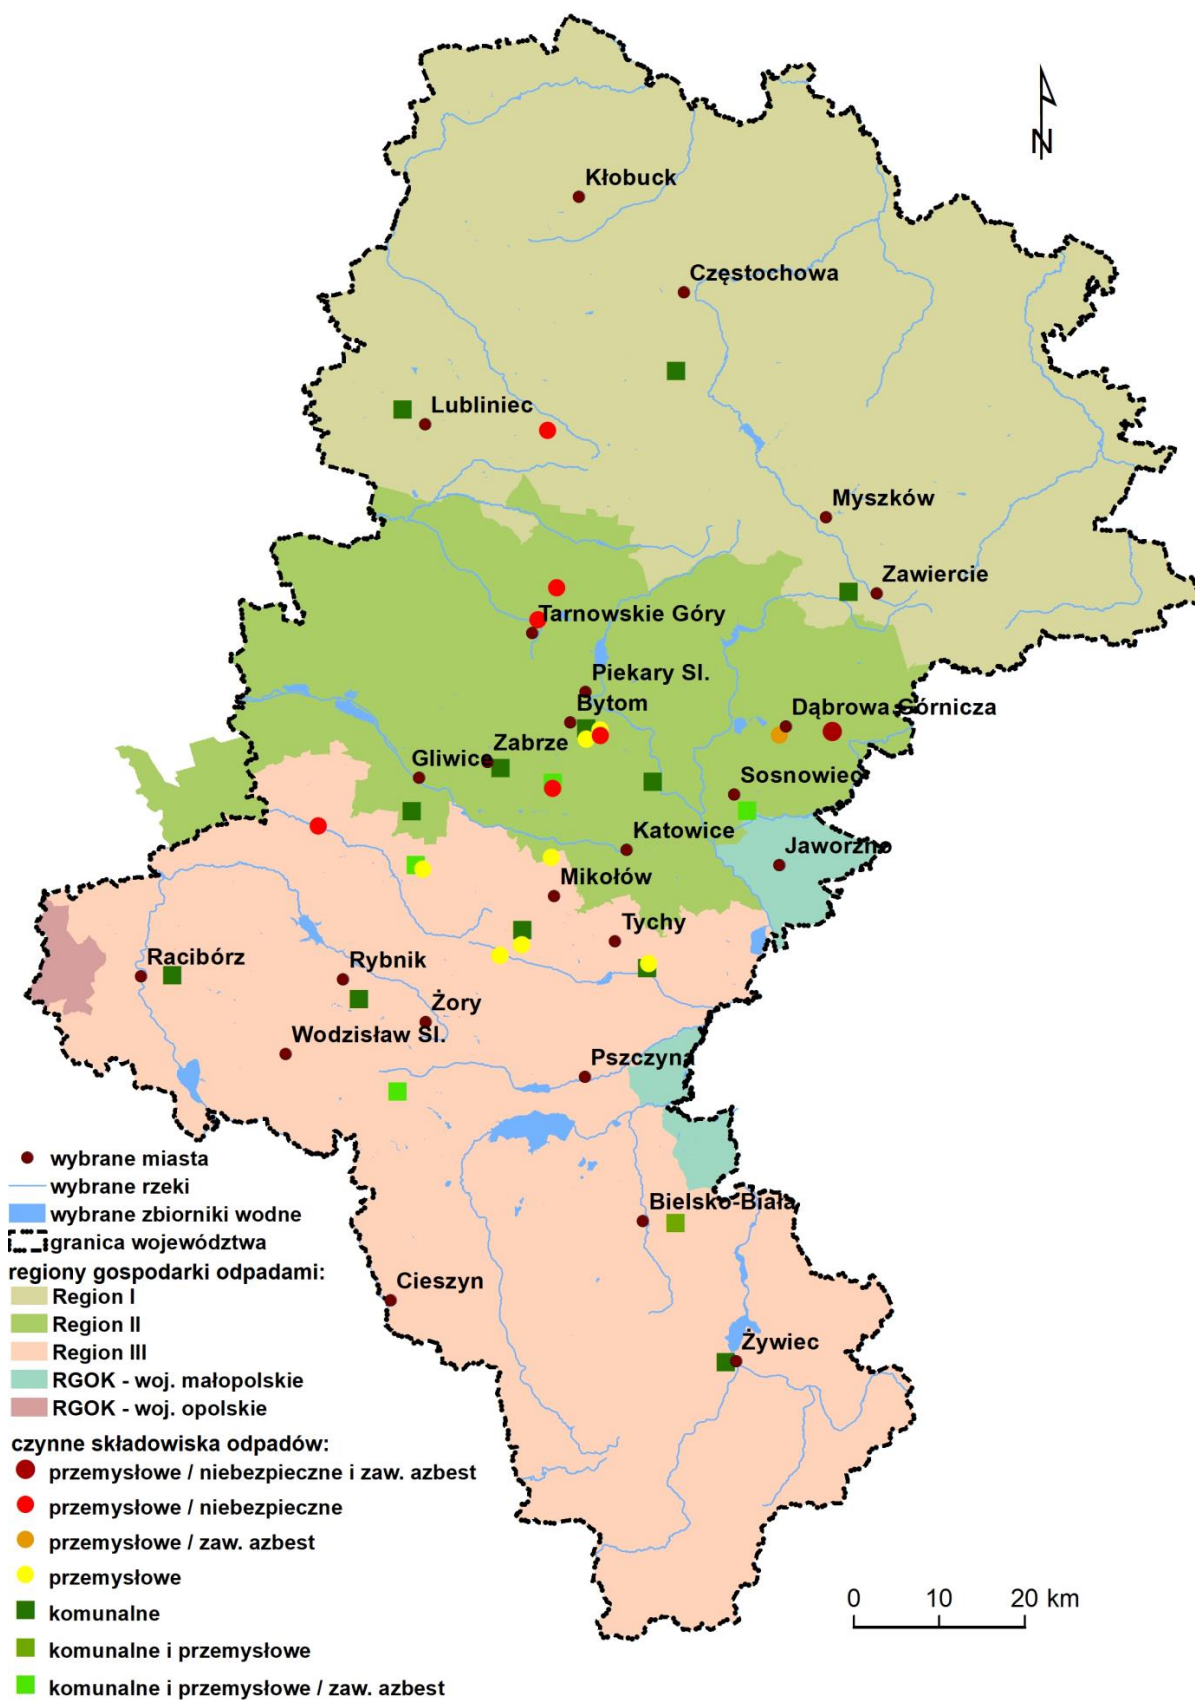 N
Kłobuck
Częstochowa
Lubliniec
Myszków
Zawiercie
Tarnowskie Góry
Piekary Sl.
Bytom
Dąbrowa Górnicza
Zabrze
Gliwice
Sosnowiec
Katowice
Jaworzno
Mikołów
Tychy
Racibórz
Rybnik
Żory
Wodzisław Sl.
Pszczyna
Bielsko-Biała
Cieszyn
Żywiec
wybrane miasta
wybrane rzeki
wybrane zbiorniki wodne
granica województwa
regiony gospodarki odpadami:
Region I
Region II
Region III
RGOK - woj. małopolskie
RGOK - woj. opolskie
czynne składowiska odpadów:
przemysłowe / niebezpieczne i zaw. azbest
przemysłowe / niebezpieczne
przemysłowe / zaw. azbest
przemysłowe
komunalne
komunalne i przemysłowe
komunalne i przemysłowe / zaw. azbest
0 10 20 km